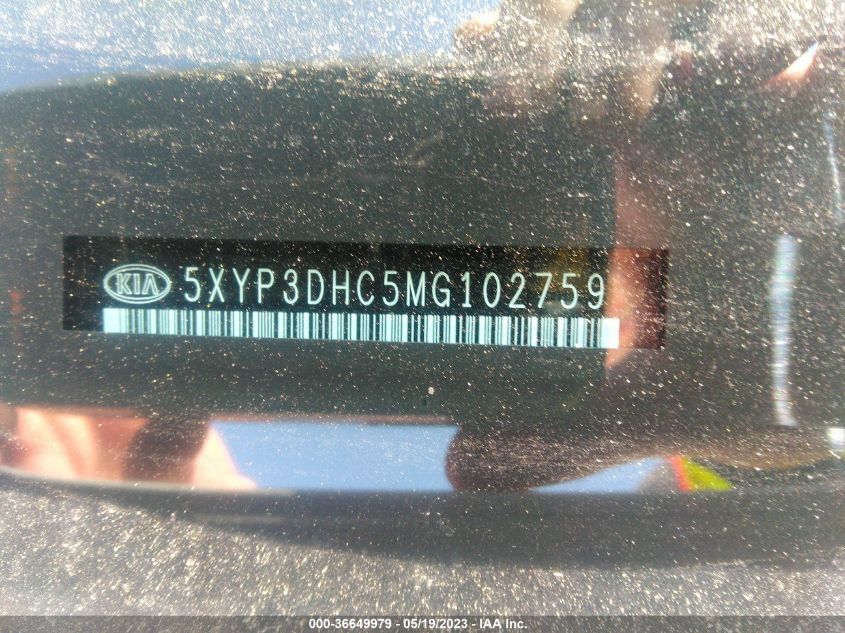 KIA 5XYP3DHC5MG102759
000-36649979 - 05/19/2023 - IAA Inc.